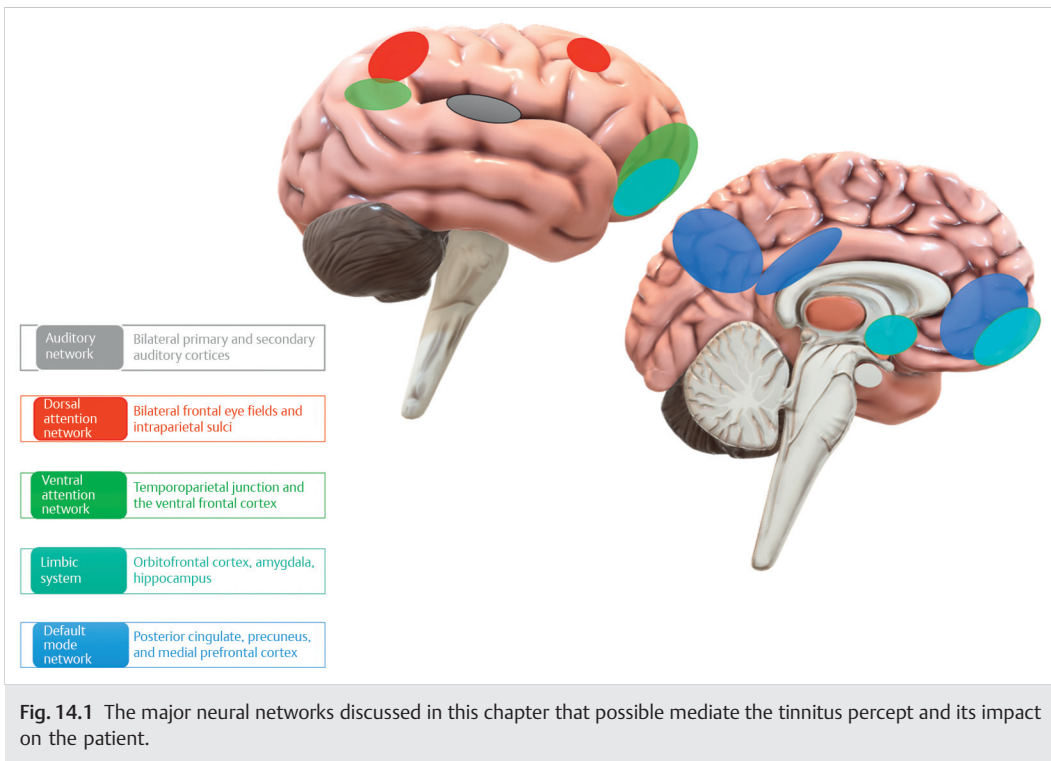 Auditory
network
Bilateral primary and secondary
auditory cortices
Dorsal
attention
network
Bilateral frontal eye fields and
intraparietal sulci
Ventral
attention
network
Temporoparietal junction and
the ventral frontal cortex
Limbic
system
Orbitofrontal cortex, amygdala,
hippocampus
Default
mode
network
Posterior cingulate, precuneus,
and medial prefrontal cortex
Fig. 14.1 The major neural networks discussed in this chapter that possible mediate the tinnitus percept and its impact
on the patient.